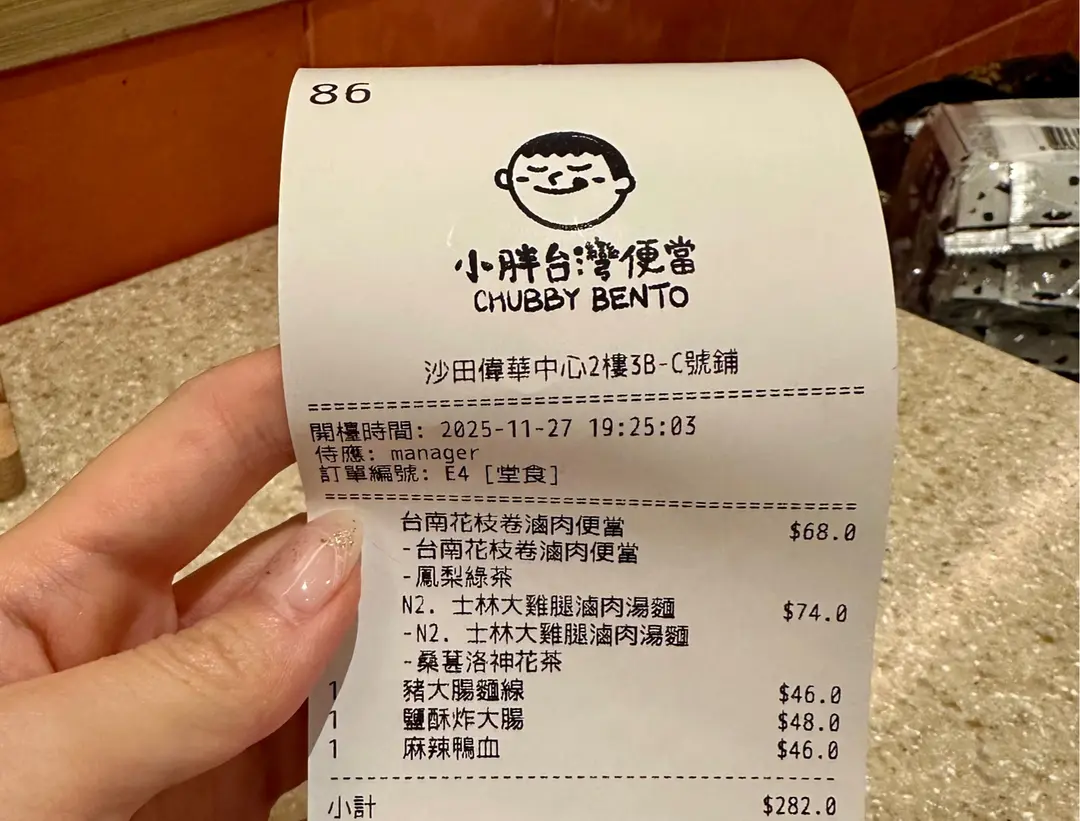 86
小胖台灣便當
CHUBBY BENTO
沙田偉華中心2樓3B-C號鋪
===========================================
開檯時間: 2025-11-27 19:25:03
侍應: manager
訂單編號: E4 [堂食]
===========================================
台南花枝卷滷肉便當 $68.0
-台南花枝卷滷肉便當
-鳳梨綠茶
N2. 士林大雞腿滷肉湯麵 $74.0
-N2. 士林大雞腿滷肉湯麵
-桑葚洛神花茶
1 豬大腸麵線 $46.0
1 鹽酥炸大腸 $48.0
1 麻辣鴨血 $46.0
-------------------------------------------
小計 $282.0